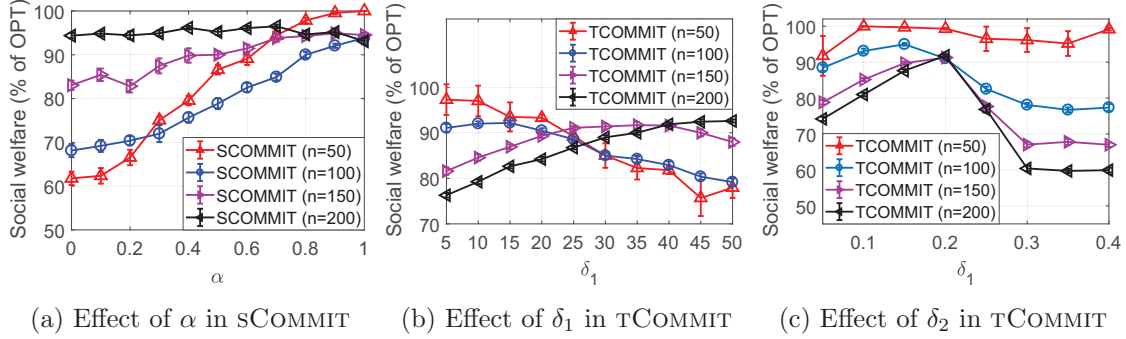 Social welfare (% of OPT)
100
90
80
70
60
50
0
0.2
0.4
0.6
0.8
1
α
SCOMMIT (n=50)
SCOMMIT (n=100)
SCOMMIT (n=150)
SCOMMIT (n=200)
(a) Effect of α in SCOMMIT
Social welfare (% of OPT)
100
90
80
70
5
10
15
20
25
30
35
40
45
50
δ1
TCOMMIT (n=50)
TCOMMIT (n=100)
TCOMMIT (n=150)
TCOMMIT (n=200)
(b) Effect of δ1 in TCOMMIT
Social welfare (% of OPT)
100
90
80
70
60
50
0.1
0.2
0.3
0.4
δ1
TCOMMIT (n=50)
TCOMMIT (n=100)
TCOMMIT (n=150)
TCOMMIT (n=200)
(c) Effect of δ2 in TCOMMIT